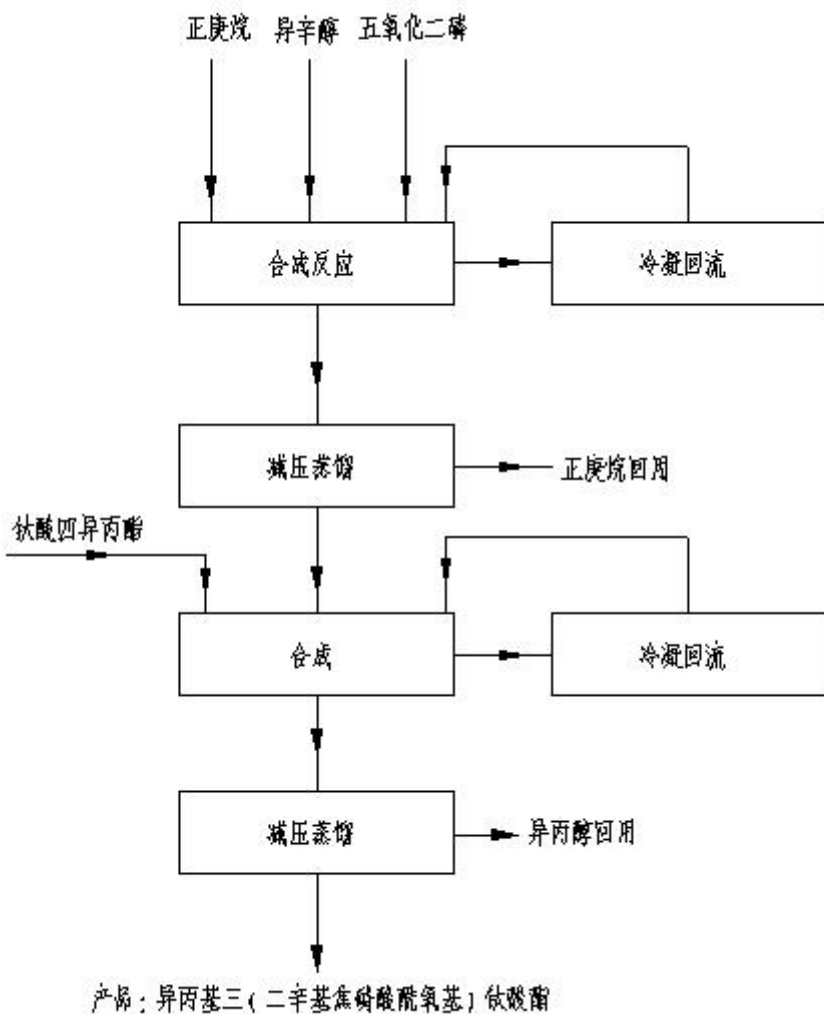 正庚烷 异辛醇 五氧化二磷
合成反应 冷凝回流
减压蒸馏 正庚烷回用
钛酸四异丙酯
合成 冷凝回流
减压蒸馏 异丙醇回用
产品：异丙基三（二辛基焦磷酸酰氧基）钛酸酯